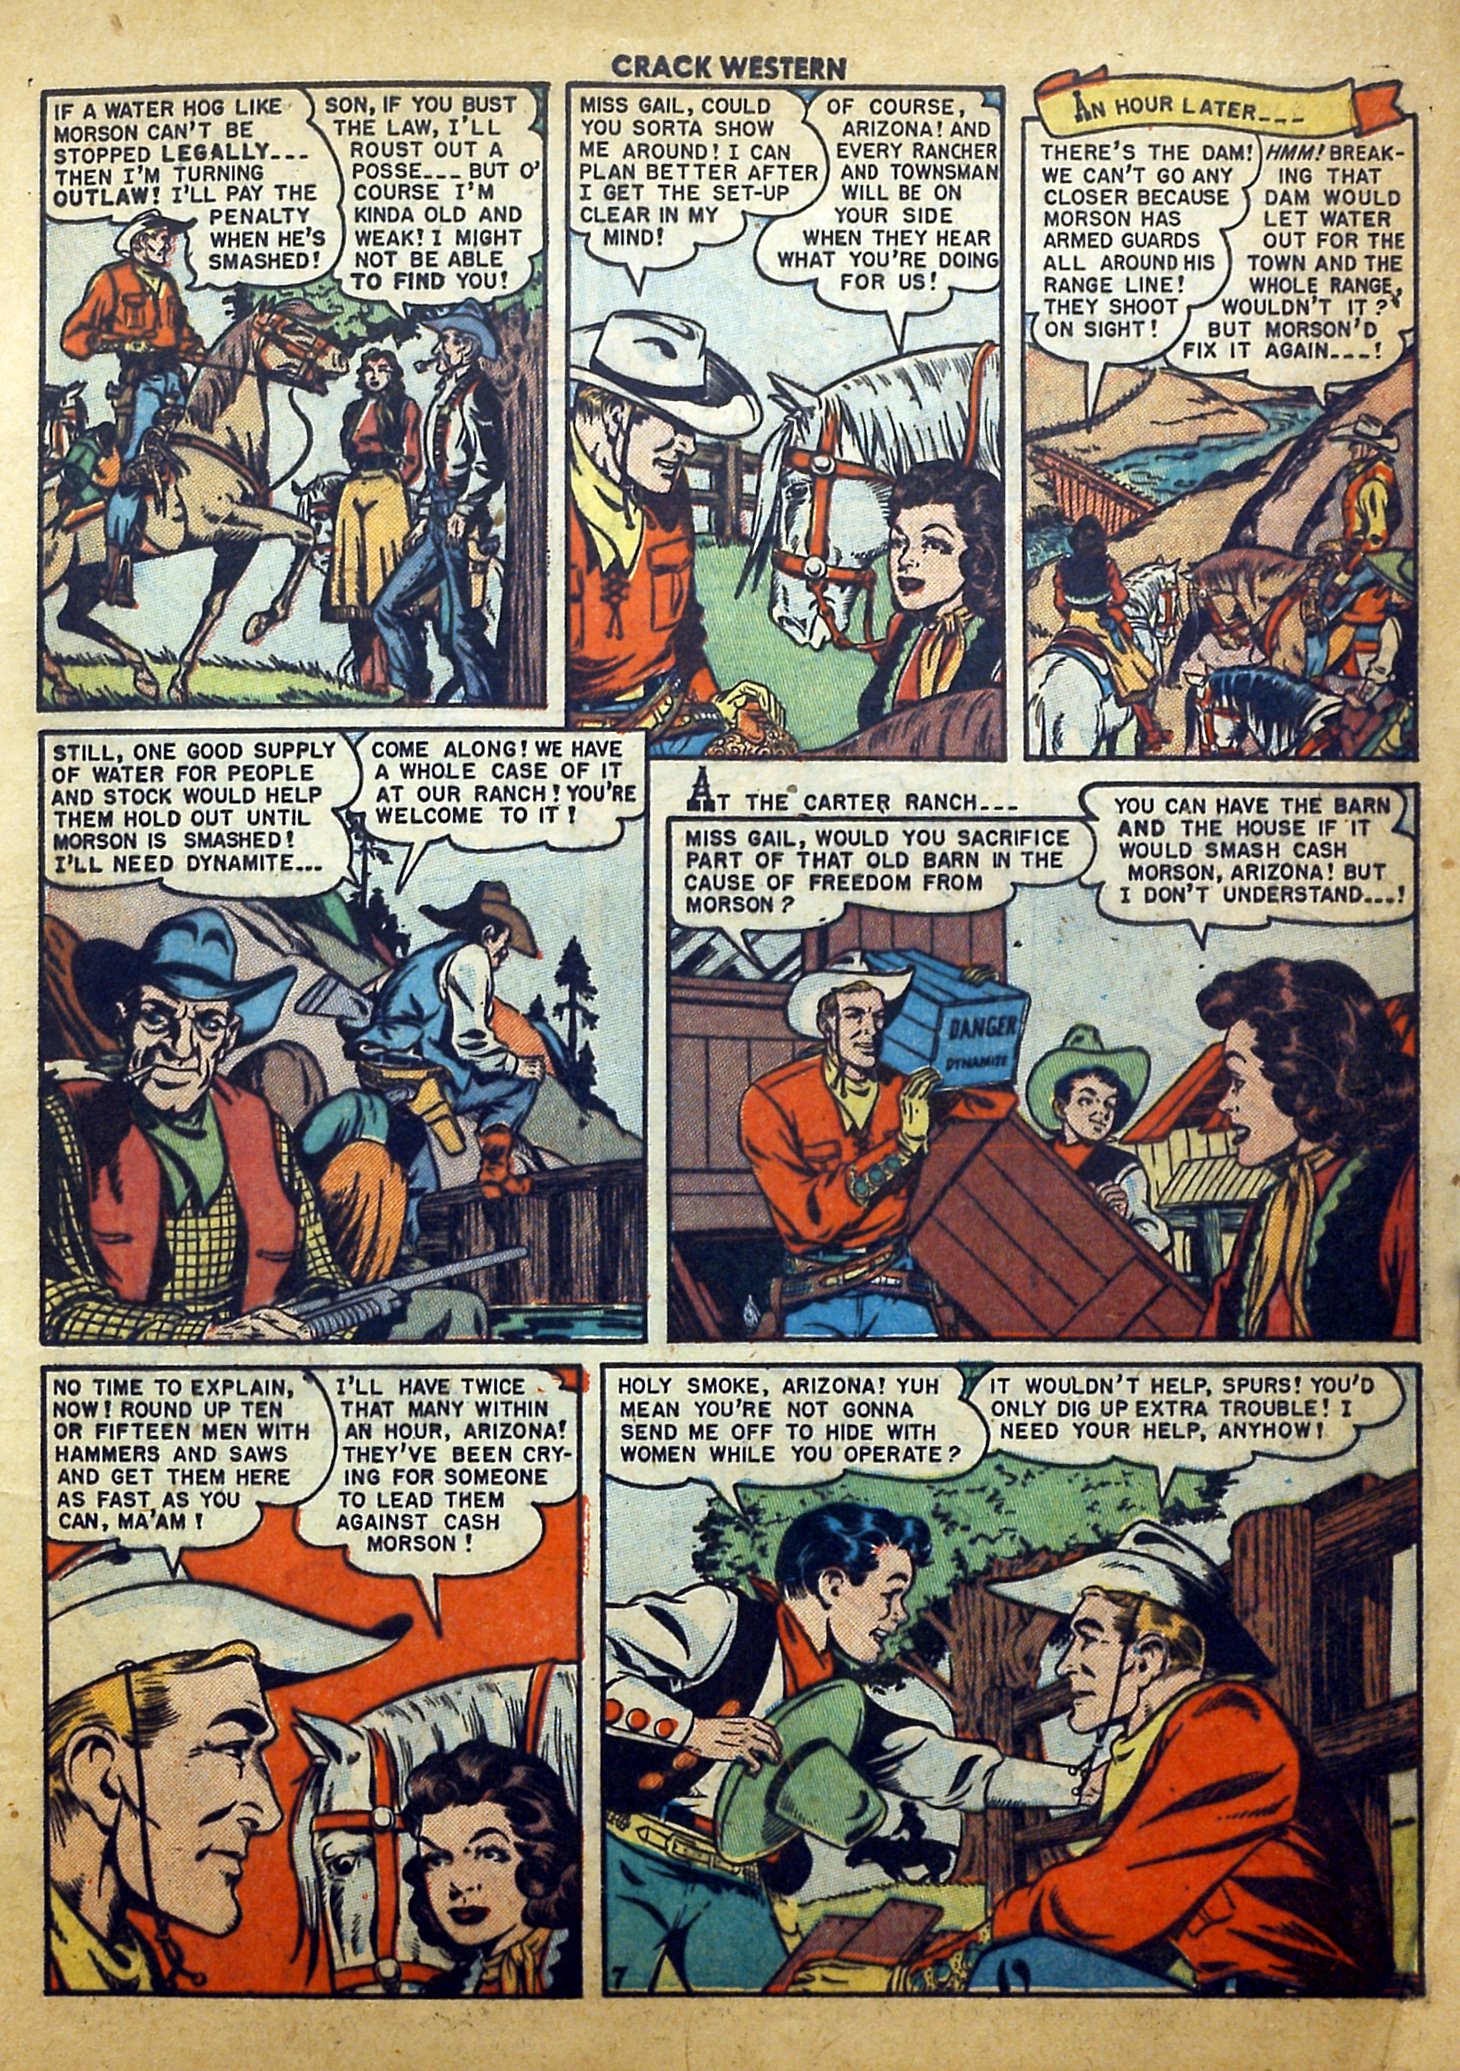 CRACK WESTERN
IF A WATER HOG LIKE
MORSON CAN'T BE
STOPPED LEGALLY---
THEN I'M TURNING
OUTLAW! I'LL PAY THE
PENALTY
WHEN HE'S
SMASHED!
SON, IF YOU BUST
THE LAW, I'LL
ROUST OUT A
POSSE--- BUT O'
COURSE I'M
KINDA OLD AND
WEAK! I MIGHT
NOT BE ABLE
TO FIND YOU!
MISS GAIL, COULD
YOU SORTA SHOW
ME AROUND! I CAN
PLAN BETTER AFTER
I GET THE SET-UP
CLEAR IN MY
MIND!
OF COURSE,
ARIZONA! AND
EVERY RANCHER
AND TOWNSMAN
WILL BE ON
YOUR SIDE
WHEN THEY HEAR
WHAT YOU'RE DOING
FOR US!
AN HOUR LATER---
THERE'S THE DAM!
WE CAN'T GO ANY
CLOSER BECAUSE
MORSON HAS
ARMED GUARDS
ALL AROUND HIS
RANGE LINE!
THEY SHOOT
ON SIGHT!
HMM! BREAK-
ING THAT
DAM WOULD
LET WATER
OUT FOR THE
TOWN AND THE
WHOLE RANGE,
WOULDN'T IT?
BUT MORSON'D
FIX IT AGAIN---!
STILL, ONE GOOD SUPPLY
OF WATER FOR PEOPLE
AND STOCK WOULD HELP
THEM HOLD OUT UNTIL
MORSON IS SMASHED!
I'LL NEED DYNAMITE---
COME ALONG! WE HAVE
A WHOLE CASE OF IT
AT OUR RANCH! YOU'RE
WELCOME TO IT!
AT THE CARTER RANCH---
MISS GAIL, WOULD YOU SACRIFICE
PART OF THAT OLD BARN IN THE
CAUSE OF FREEDOM FROM
MORSON?
YOU CAN HAVE THE BARN
AND THE HOUSE IF IT
WOULD SMASH CASH
MORSON, ARIZONA! BUT
I DON'T UNDERSTAND---!
DANGER
DYNAMITE
NO TIME TO EXPLAIN,
NOW! ROUND UP TEN
OR FIFTEEN MEN WITH
HAMMERS AND SAWS
AND GET THEM HERE
AS FAST AS YOU
CAN, MA'AM!
I'LL HAVE TWICE
THAT MANY WITHIN
AN HOUR, ARIZONA!
THEY'VE BEEN CRY-
ING FOR SOMEONE
TO LEAD THEM
AGAINST CASH
MORSON!
HOLY SMOKE, ARIZONA! YUH
MEAN YOU'RE NOT GONNA
SEND ME OFF TO HIDE WITH
WOMEN WHILE YOU OPERATE?
IT WOULDN'T HELP, SPURS! YOU'D
ONLY DIG UP EXTRA TROUBLE! I
NEED YOUR HELP, ANYHOW!
7